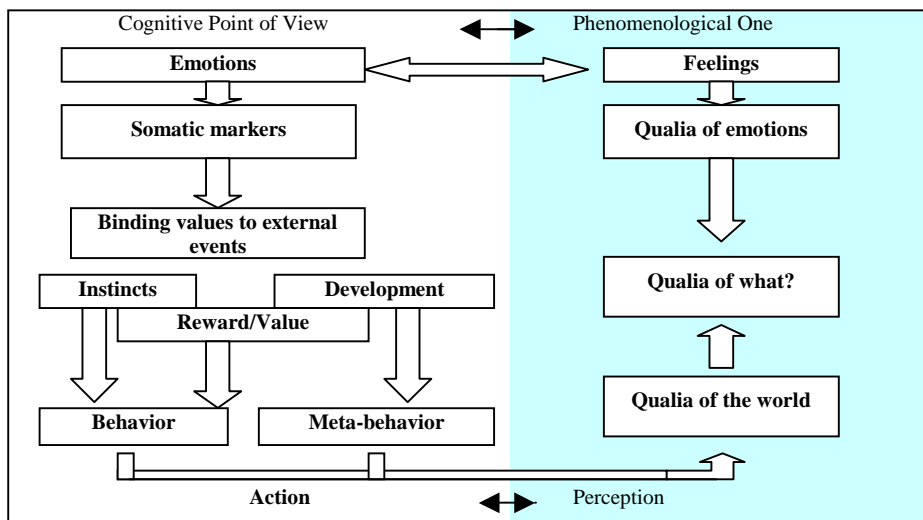 Cognitive Point of View
Phenomenological One
Emotions
Feelings
Somatic markers
Qualia of emotions
Binding values to external
events
Instincts
Development
Qualia of what?
Reward/Value
Behavior
Meta-behavior
Qualia of the world
Action
Perception